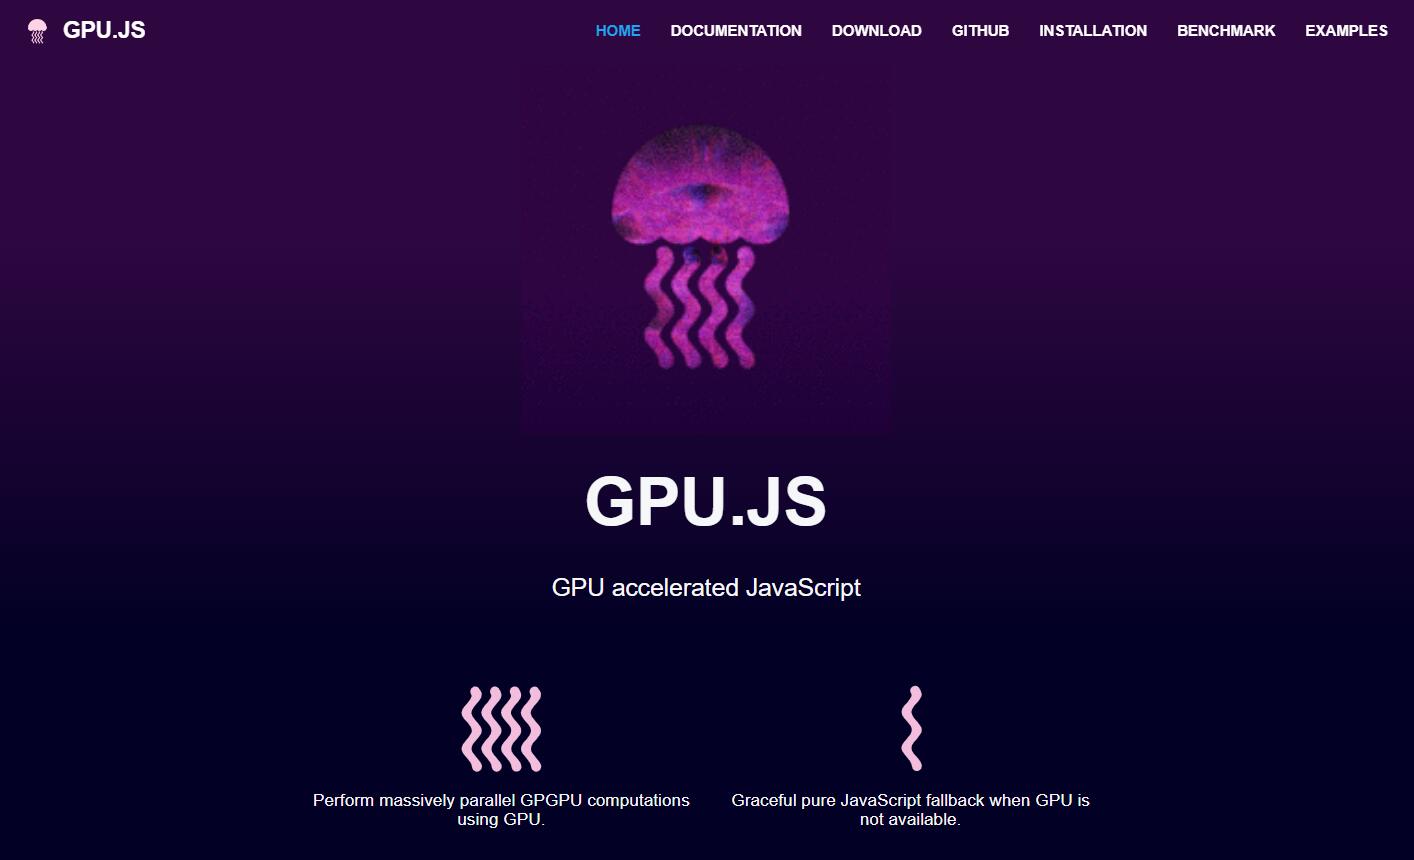 GPU.JS
HOME DOCUMENTATION DOWNLOAD GITHUB INSTALLATION BENCHMARK EXAMPLES
GPU.JS
GPU accelerated JavaScript
Perform massively parallel GPGPU computations
using GPU.
Graceful pure JavaScript fallback when GPU is
not available.